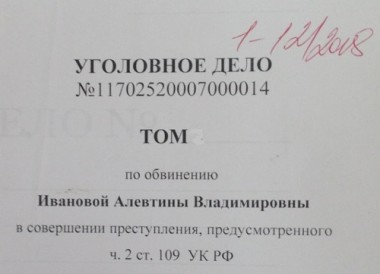 1-12/2018
УГОЛОВНОЕ ДЕЛО
№11702520007000014
ТОМ
по обвинению
Ивановой Алевтины Владимировны
в совершении преступления, предусмотренного
ч. 2 ст. 109 УК РФ